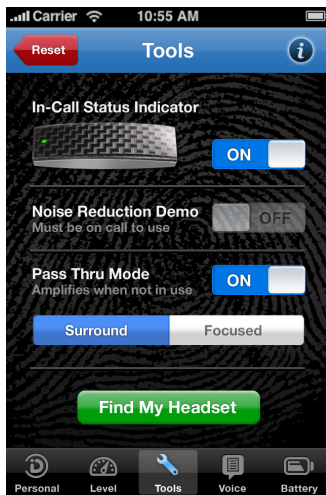 Carrier 10:55 AM
Reset Tools i
In-Call Status Indicator
ON
Noise Reduction Demo
Must be on call to use
OFF
Pass Thru Mode
Amplifies when not in use
ON
Surround Focused
Find My Headset
Personal Level Tools Voice Battery